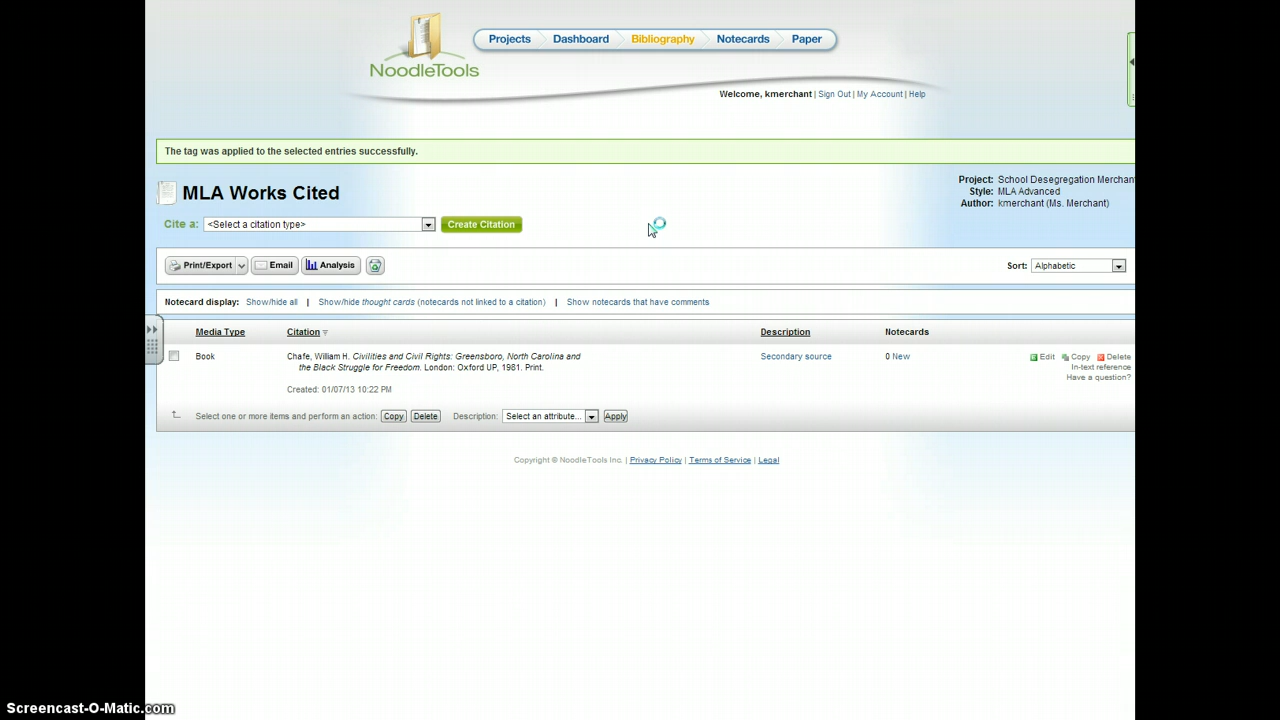 Projects Dashboard Bibliography Notecards Paper
NoodleTools
Welcome, kmerchant | Sign Out | My Account | Help
The tag was applied to the selected entries successfully.
MLA Works Cited
Project: School Desegregation Merchan
Style: MLA Advanced
Author: kmerchant (Ms. Merchant)
Cite a: <Select a citation type> Create Citation
Print/Export Email Analysis Sort: Alphabetic
Notecard display: Show/hide all | Show/hide thought cards (notecards not linked to a citation) | Show notecards that have comments
Media Type Citation Description Notecards
Book Chafe, William H. Civilities and Civil Rights: Greensboro, North Carolina and Secondary source 0 New Edit Copy Delete
the Black Struggle for Freedom. London: Oxford UP, 1981. Print. In-text reference
Have a question?
Created: 01/07/13 10:22 PM
Select one or more items and perform an action: Copy Delete Description: Select an attribute... Apply
Copyright © NoodleTools Inc. | Privacy Policy | Terms of Service | Legal
Screencast-O-Matic.com